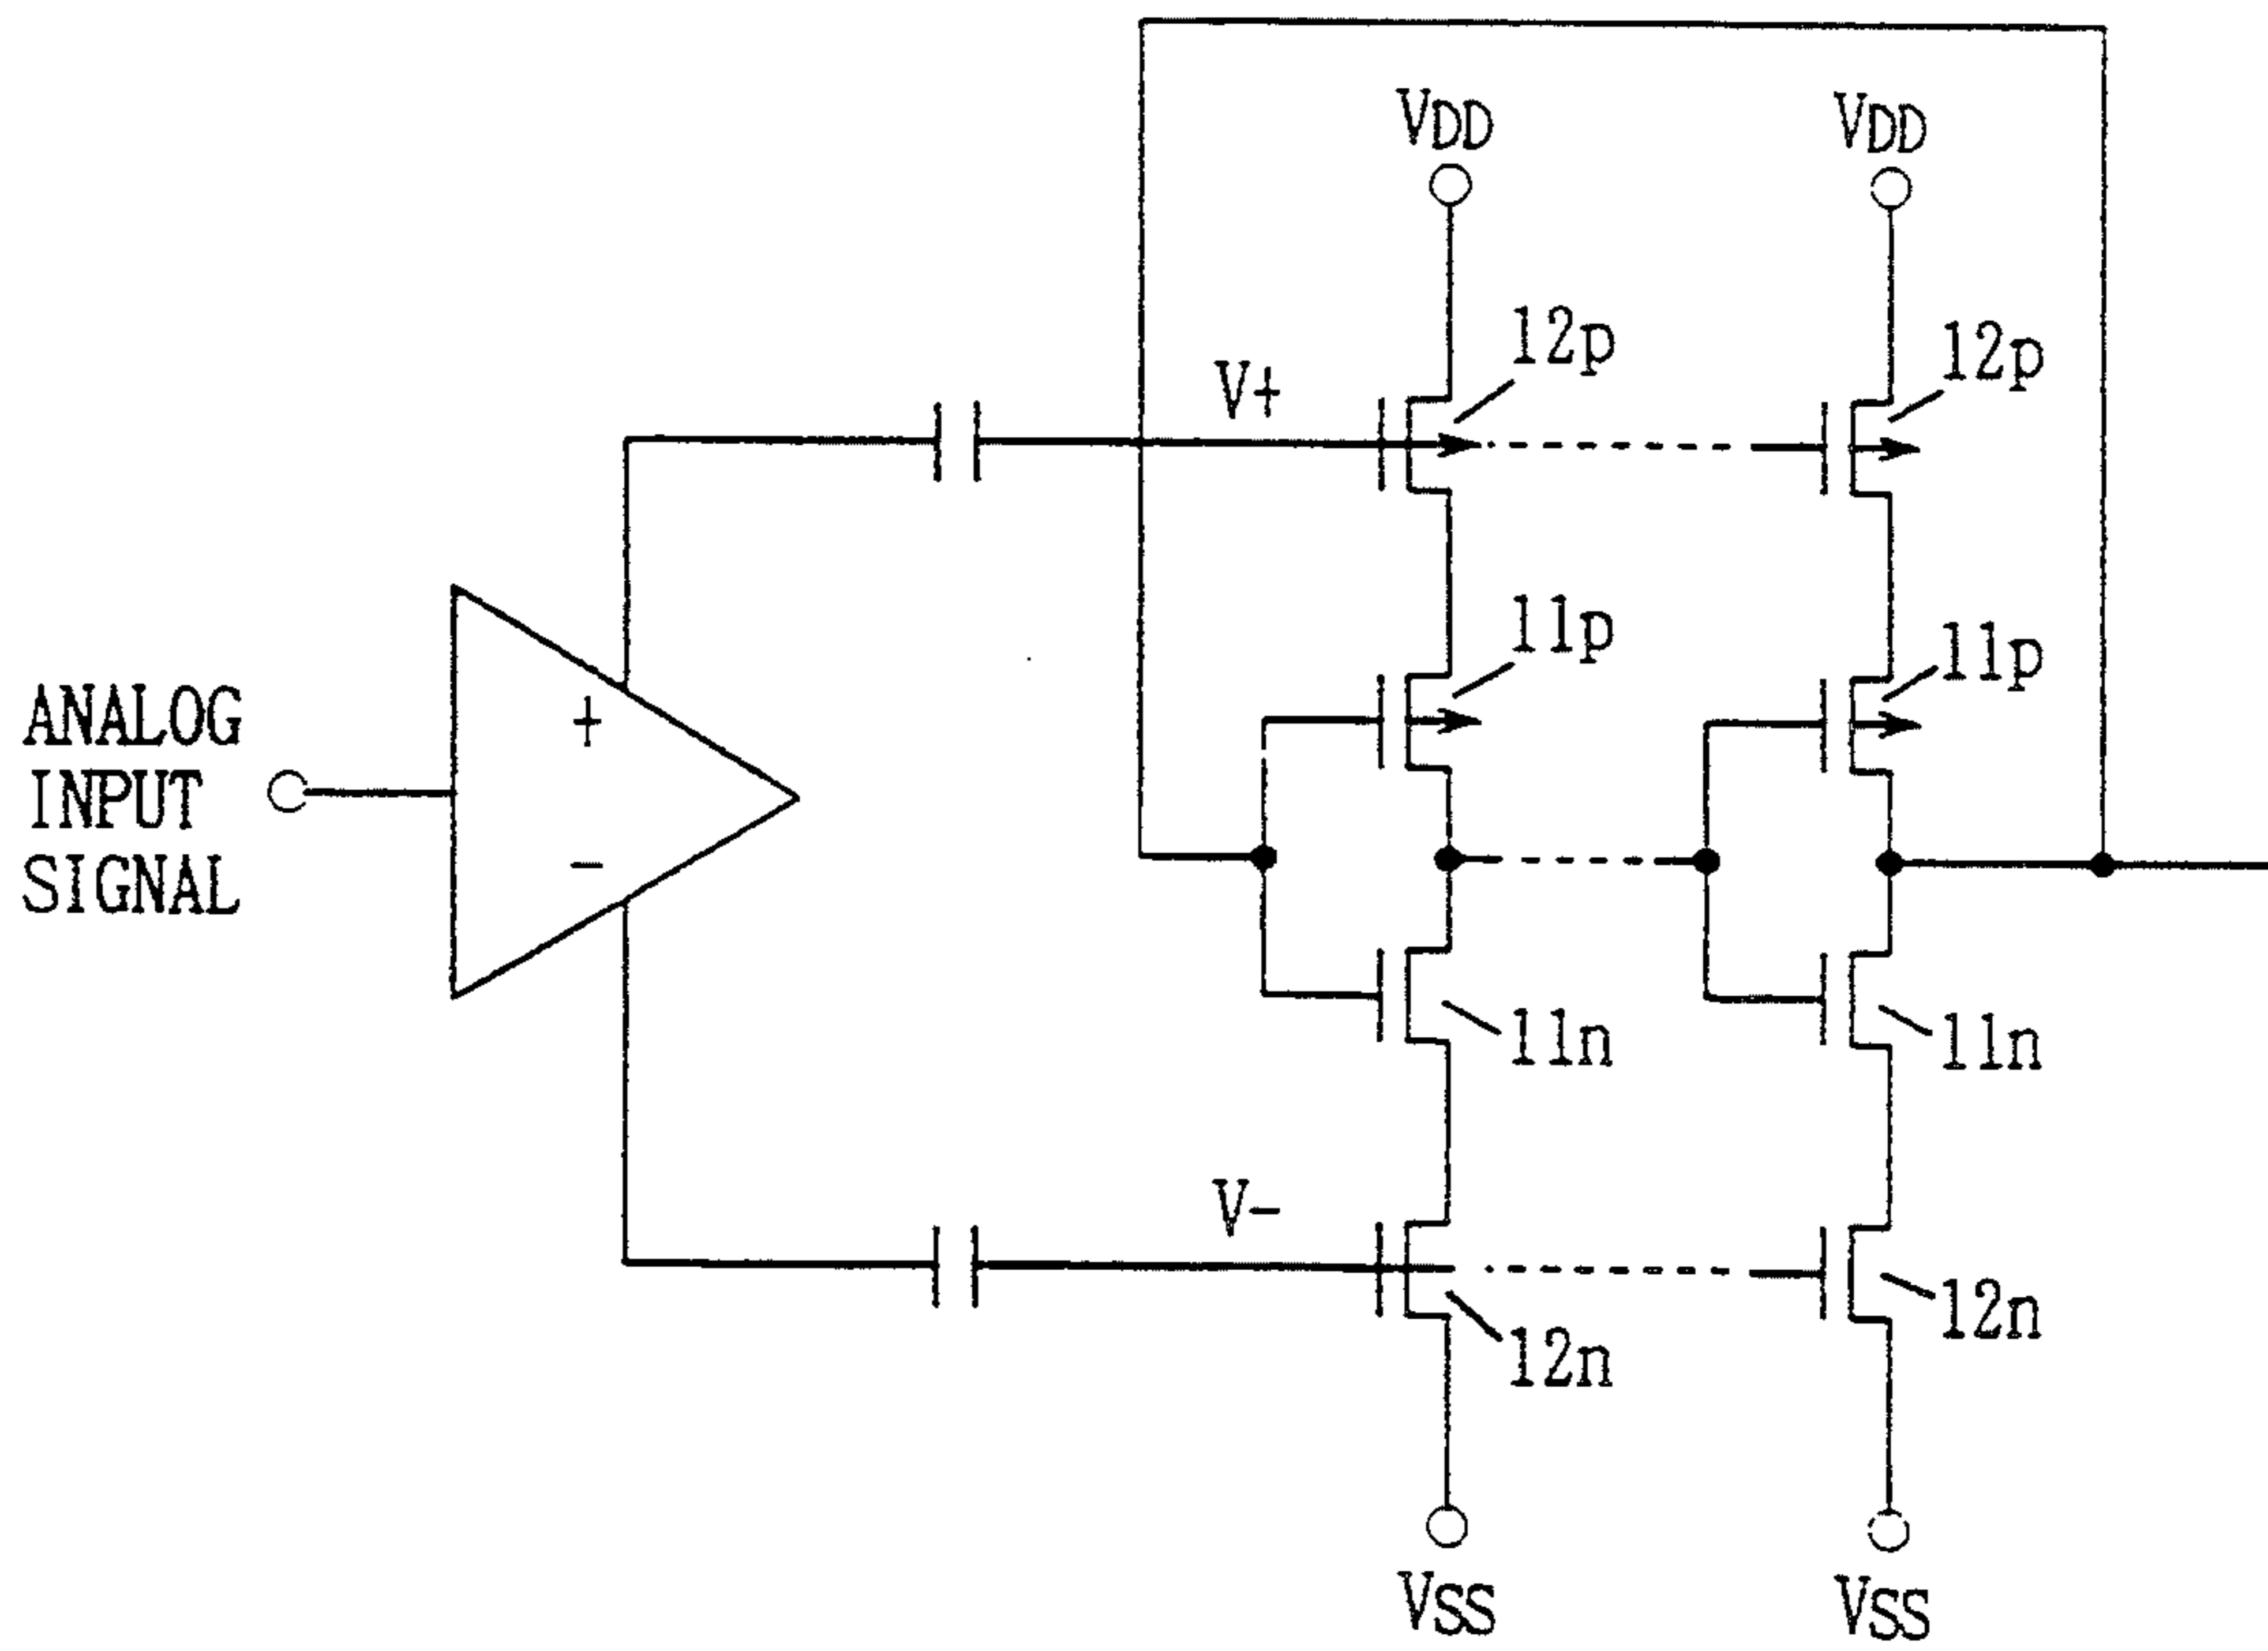 VDD
VDD
12p
12p
V+
11p
11p
ANALOG
INPUT
SIGNAL
+
-
11n
11n
V-
12n
12n
VSS
VSS